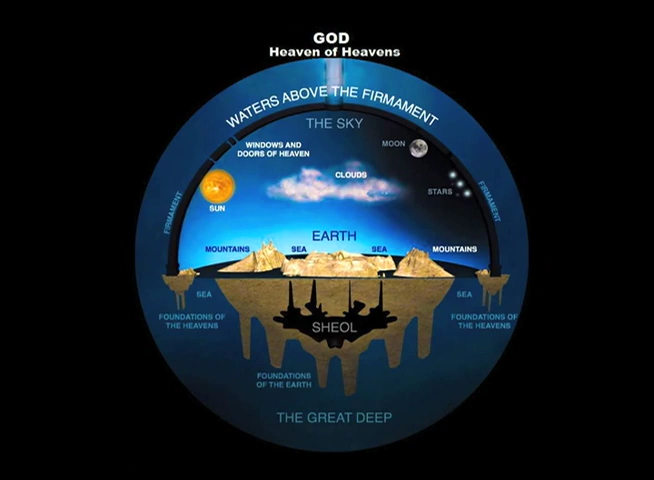 GOD
Heaven of Heavens
WATERS ABOVE THE FIRMAMENT
THE SKY
WINDOWS AND
DOORS OF HEAVEN
MOON
CLOUDS
STARS
SUN
FIRMAMENT
FIRMAMENT
EARTH
MOUNTAINS
SEA
SEA
MOUNTAINS
SEA
SEA
FOUNDATIONS OF
THE HEAVENS
FOUNDATIONS OF
THE HEAVENS
SHEOL
FOUNDATIONS
OF THE EARTH
THE GREAT DEEP